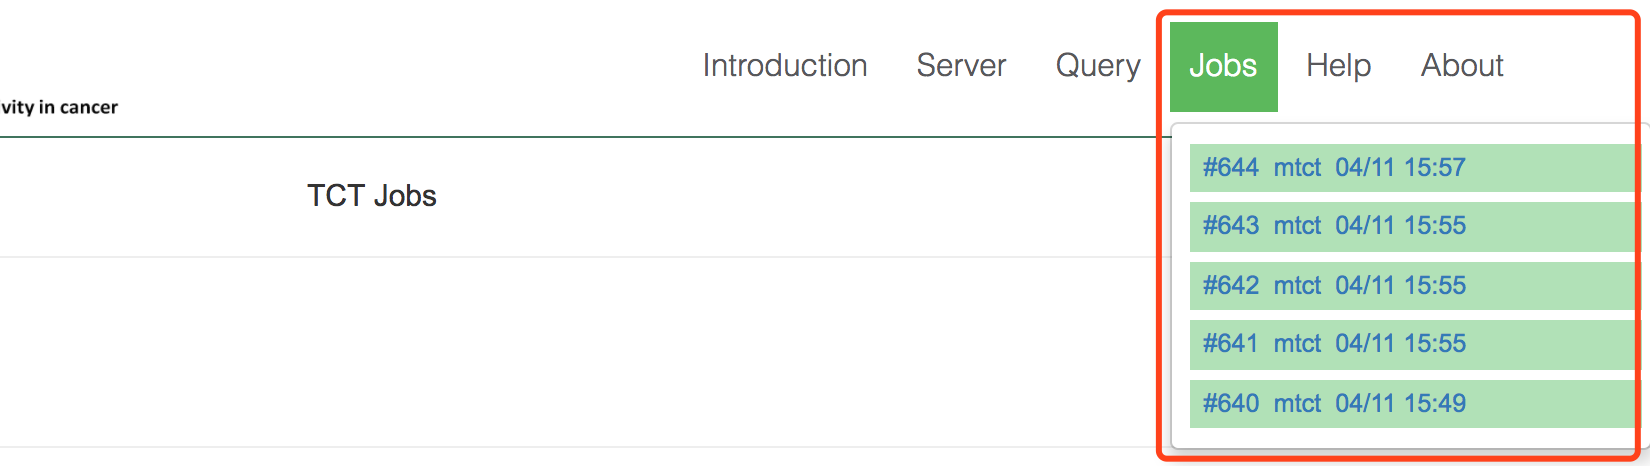 Introduction Server Query Jobs Help About
vity in cancer
TCT Jobs
#644 mtct 04/11 15:57
#643 mtct 04/11 15:55
#642 mtct 04/11 15:55
#641 mtct 04/11 15:55
#640 mtct 04/11 15:49